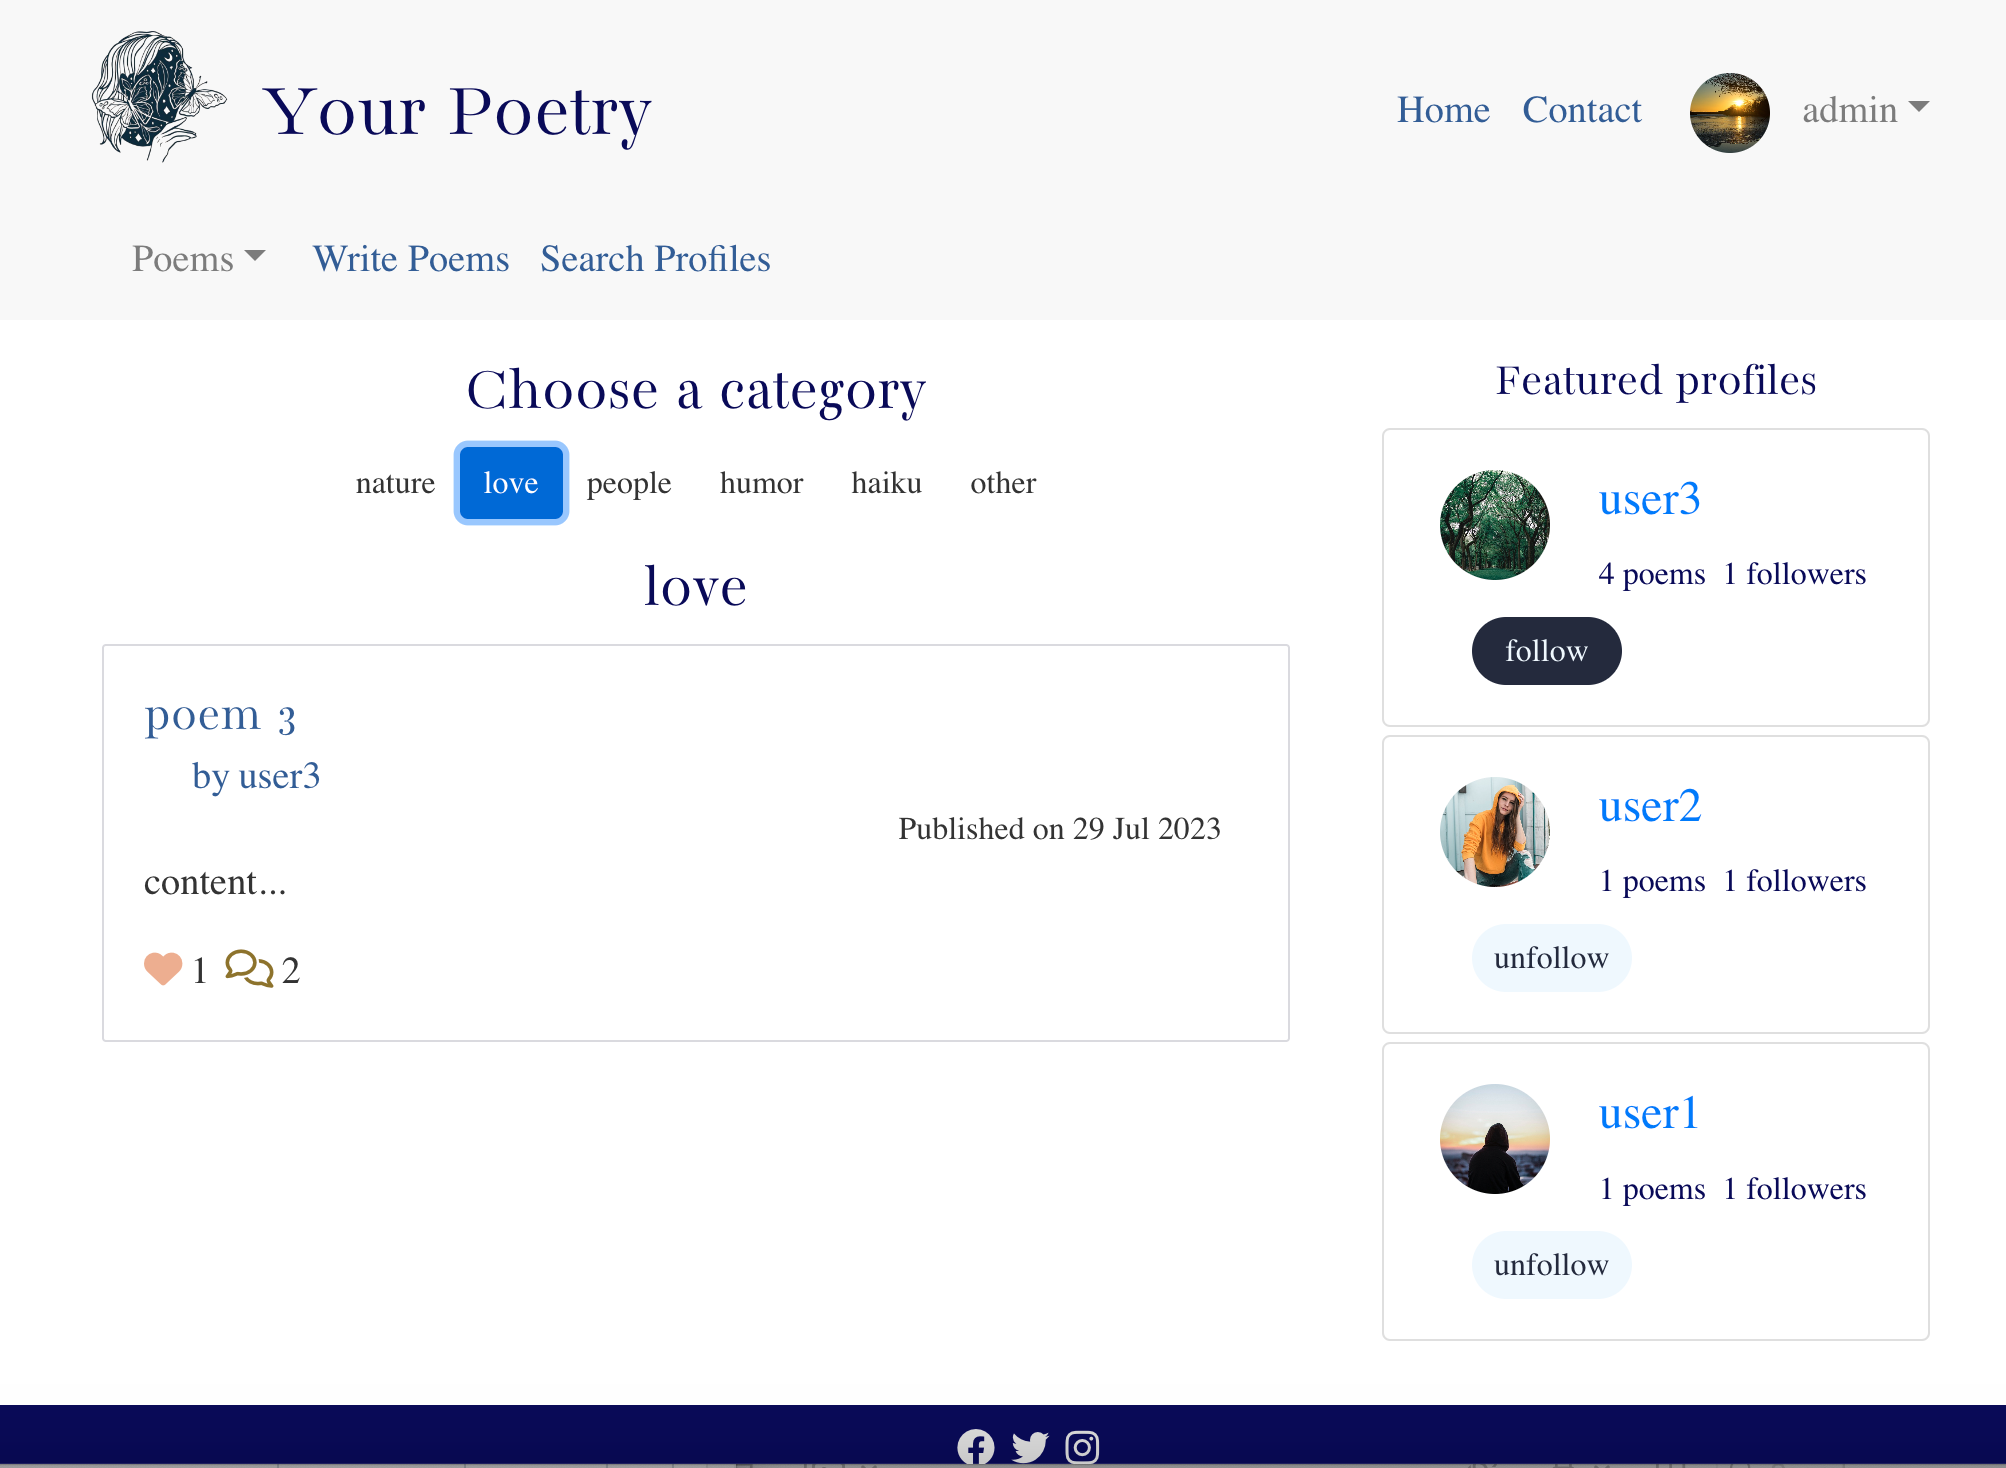 Your Poetry
Home Contact admin
Poems Write Poems Search Profiles
Choose a category
nature love people humor haiku other
love
poem 3
by user3
Published on 29 Jul 2023
content...
1 2
Featured profiles
user3
4 poems 1 followers
follow
user2
1 poems 1 followers
unfollow
user1
1 poems 1 followers
unfollow